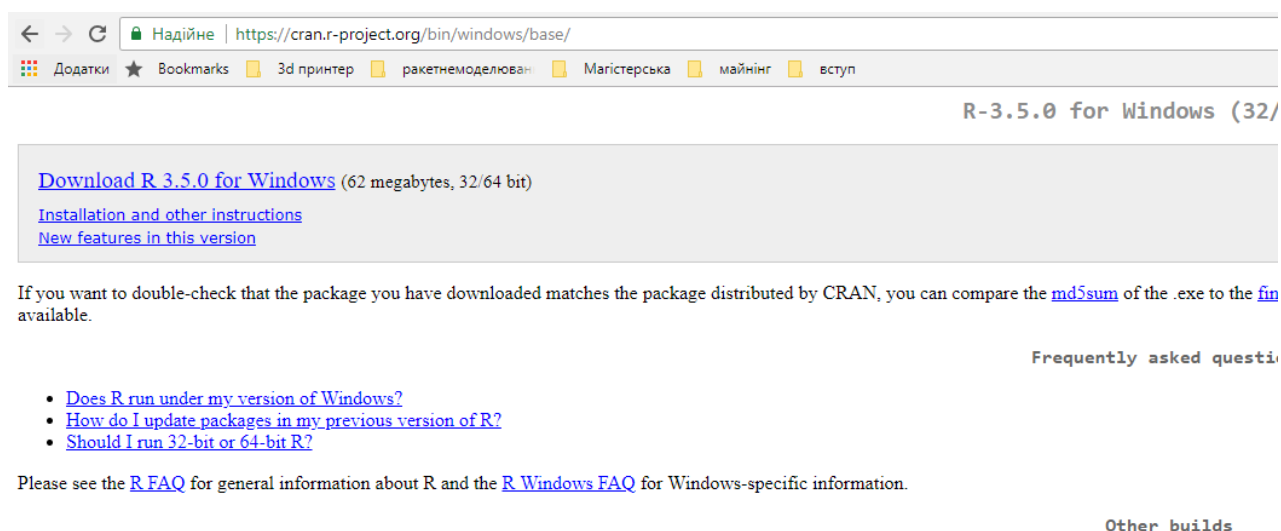 Надійне | https://cran.r-project.org/bin/windows/base/
Додатки Bookmarks 3d принтер ракетнемоделюван Магістерська майнінг вступ
R-3.5.0 for Windows (32/
Download R 3.5.0 for Windows (62 megabytes, 32/64 bit)
Installation and other instructions
New features in this version
If you want to double-check that the package you have downloaded matches the package distributed by CRAN, you can compare the md5sum of the .exe to the fin
available.
Frequently asked questi
• Does R run under my version of Windows?
• How do I update packages in my previous version of R?
• Should I run 32-bit or 64-bit R?
Please see the R FAQ for general information about R and the R Windows FAQ for Windows-specific information.
Other builds